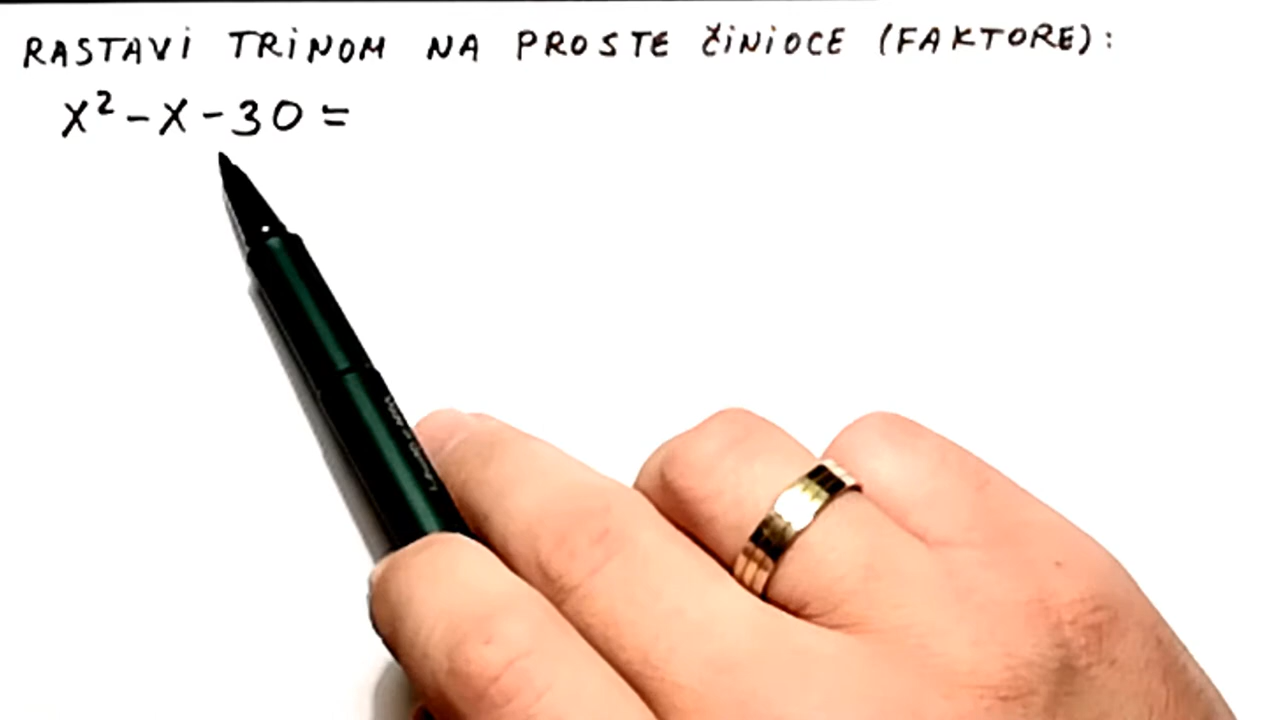 RASTAVI TRINOM NA PROSTE ČINIOCE (FAKTORE):
x² - x - 30 =